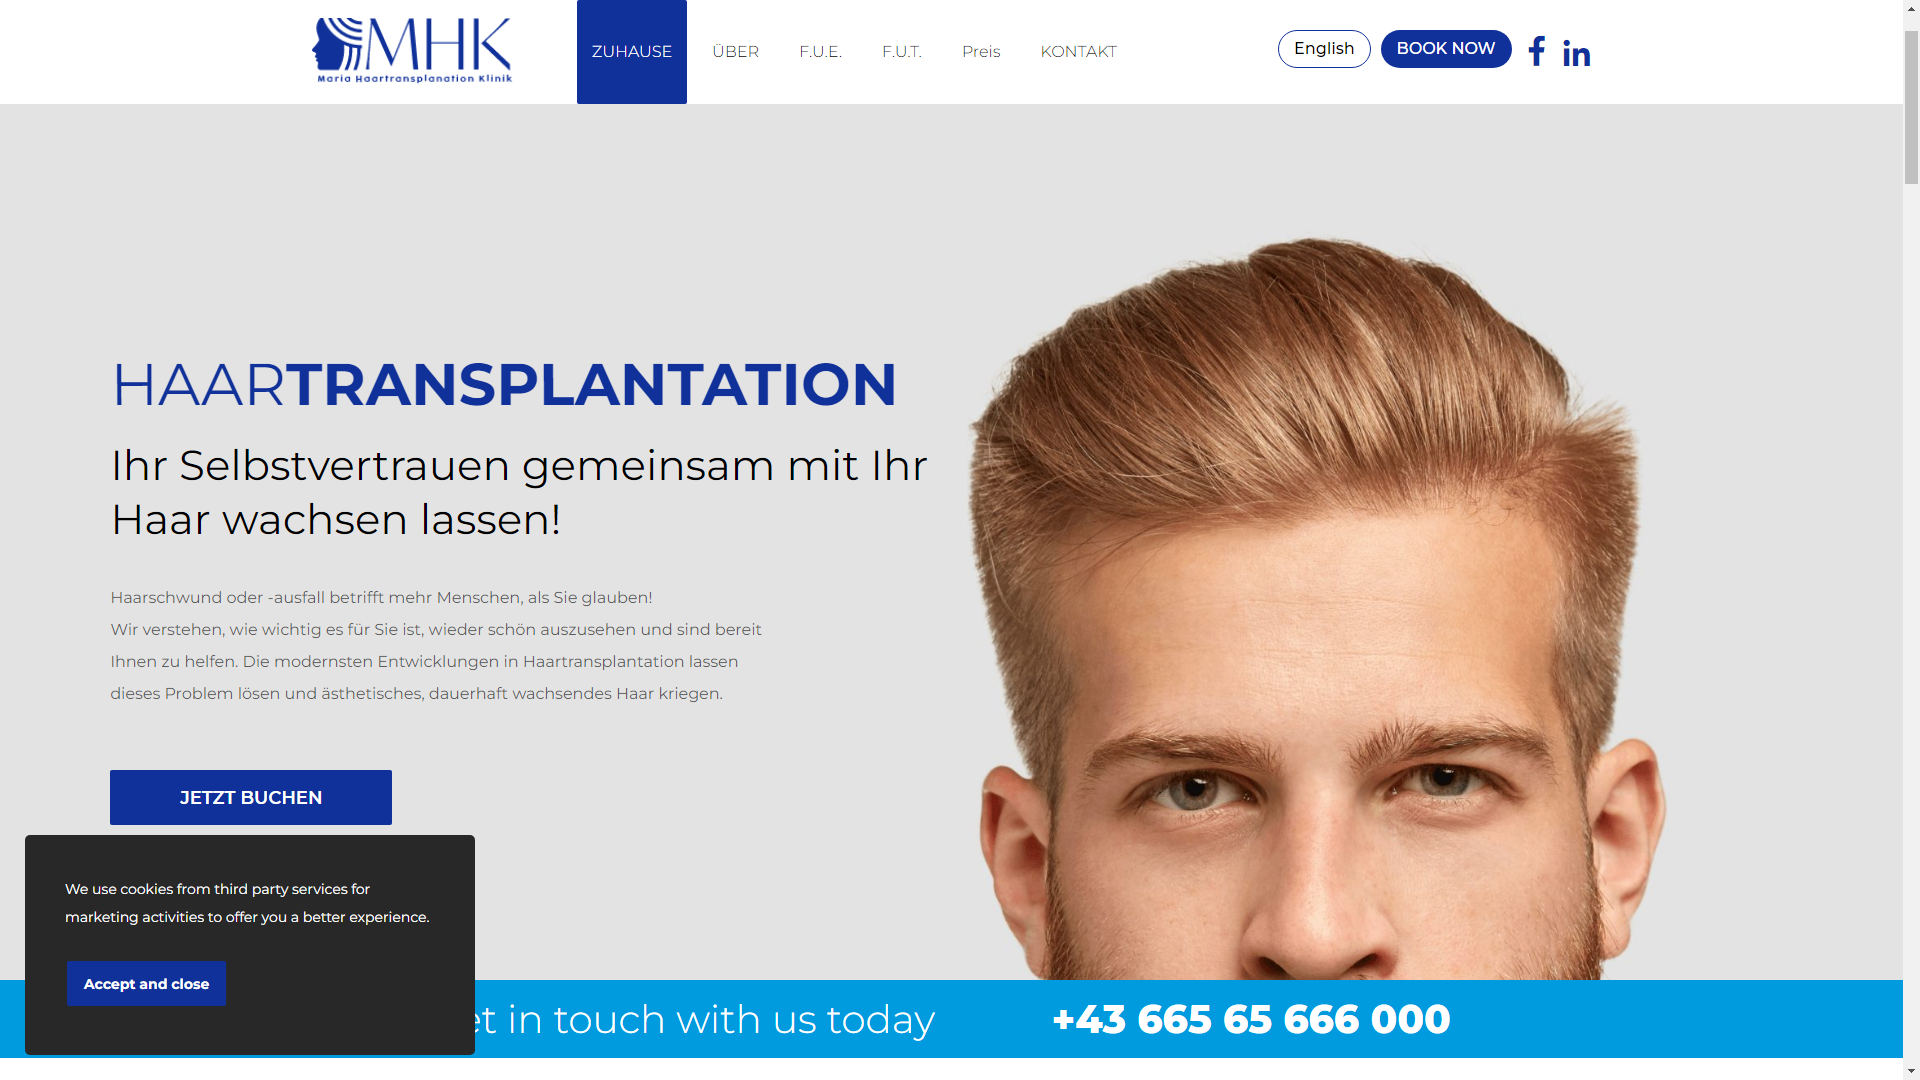 MHK
Maria Haartransplanation Klinik
ZUHAUSE
ÜBER
F.U.E.
F.U.T.
Preis
KONTAKT
English
BOOK NOW
HAARTRANSPLANTATION
Ihr Selbstvertrauen gemeinsam mit Ihr
Haar wachsen lassen!
Haarschwund oder -ausfall betrifft mehr Menschen, als Sie glauben!
Wir verstehen, wie wichtig es für Sie ist, wieder schön auszusehen und sind bereit
Ihnen zu helfen. Die modernsten Entwicklungen in Haartransplantation lassen
dieses Problem lösen und ästhetisches, dauerhaft wachsendes Haar kriegen.
JETZT BUCHEN
We use cookies from third party services for
marketing activities to offer you a better experience.
Accept and close
in touch with us today
+43 665 65 666 000